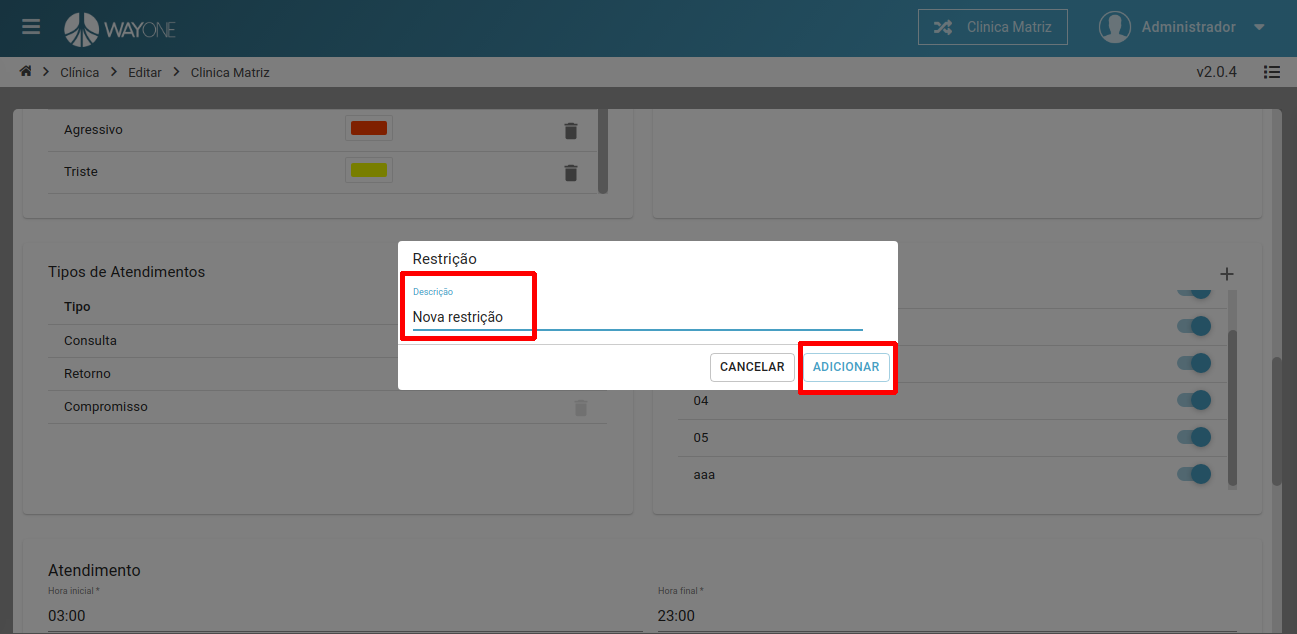 WAYONE
Clinica Matriz
Administrador
Clínica
Editar
Clinica Matriz
v2.0.4
Agressivo
Triste
Tipos de Atendimentos
Tipo
Consulta
Retorno
Compromisso
Restrição
Descrição
Nova restrição
CANCELAR
ADICIONAR
04
05
aaa
Atendimento
Hora inicial *
03:00
Hora final *
23:00